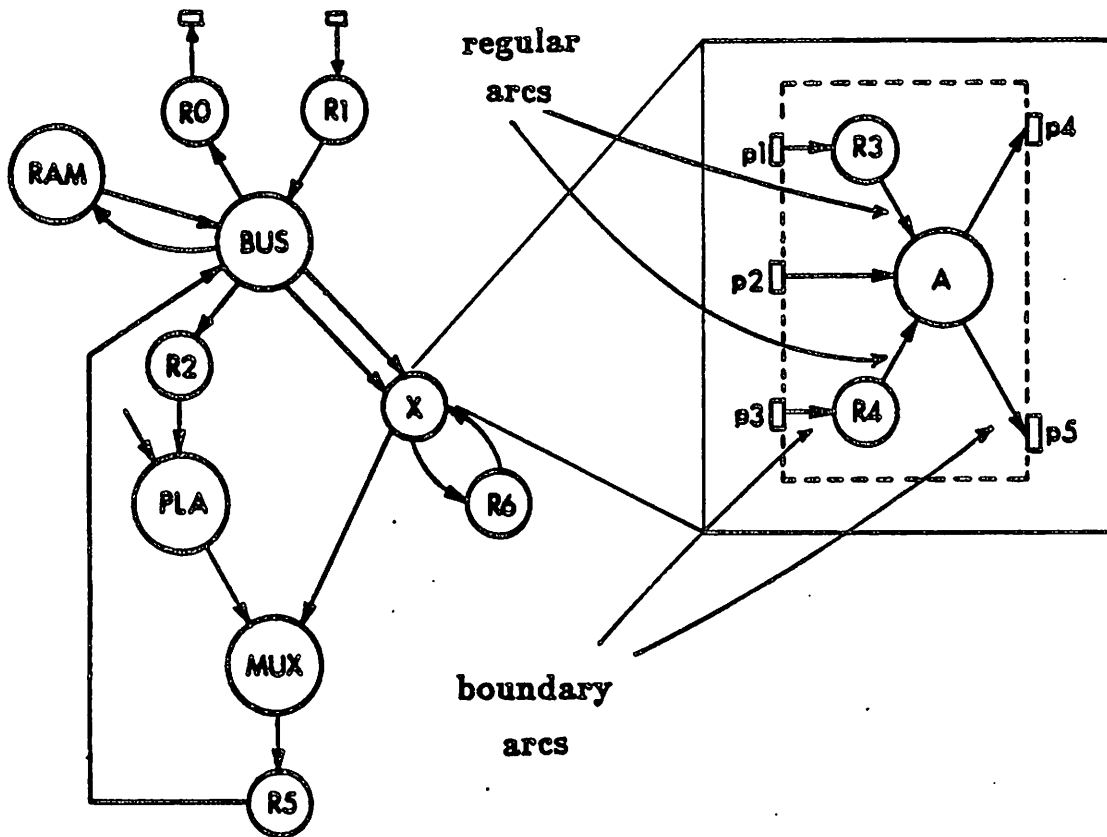 regular
arcs
R0
R1
RAM
BUS
R2
X
PLA
R6
MUX
R5
p1
R3
p4
p2
A
p3
R4
p5
boundary
arcs